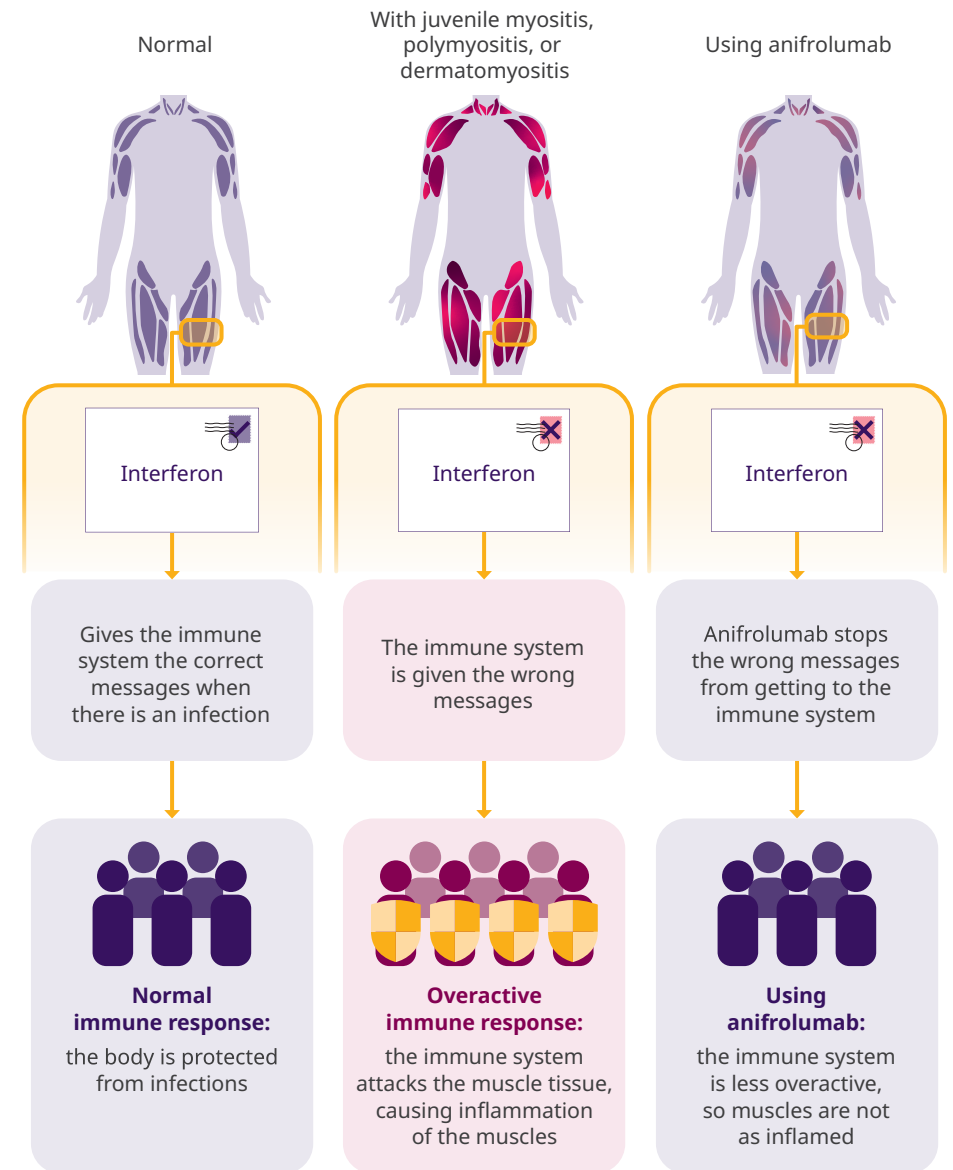 Normal
With juvenile myositis,
polymyositis, or
dermatomyositis
Using anifrolumab
Interferon
Interferon
Interferon
Gives the immune
system the correct
messages when
there is an infection
The immune system
is given the wrong
messages
Anifrolumab stops
the wrong messages
from getting to the
immune system
Normal
immune response:
the body is protected
from infections
Overactive
immune response:
the immune system
attacks the muscle tissue,
causing inflammation
of the muscles
Using
anifrolumab:
the immune system
is less overactive,
so muscles are not
as inflamed